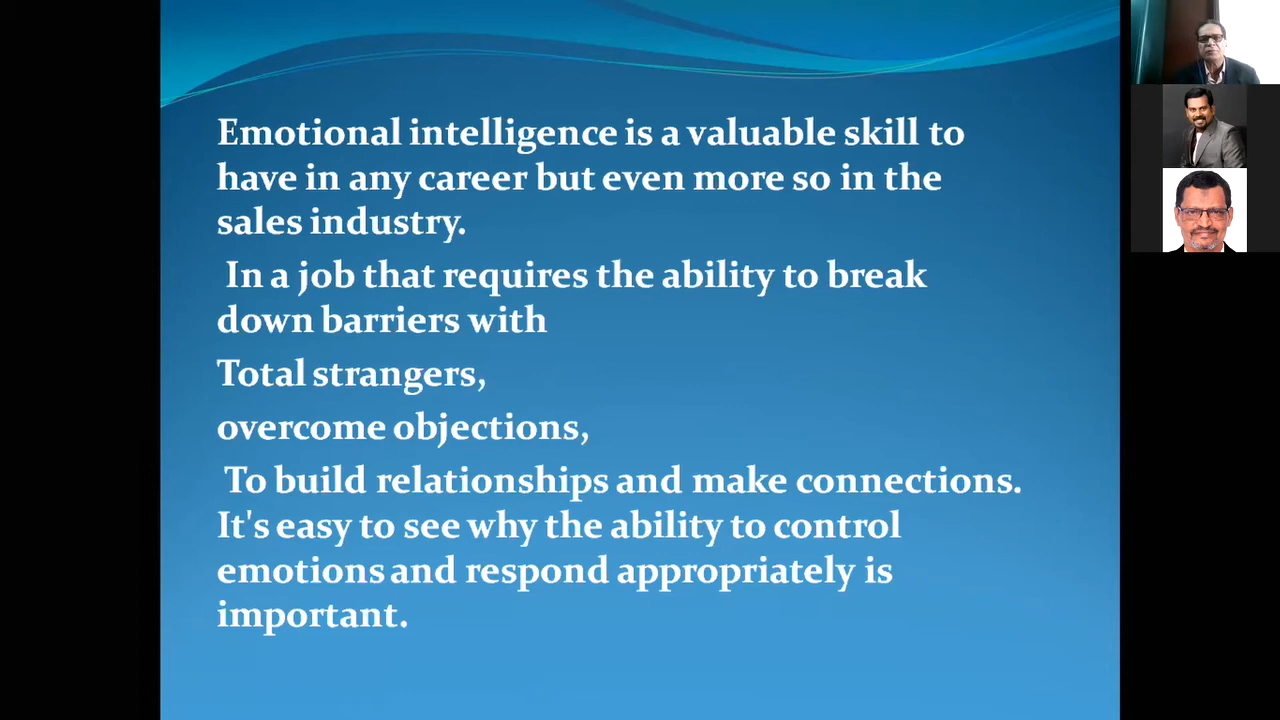 Emotional intelligence is a valuable skill to
have in any career but even more so in the
sales industry.
In a job that requires the ability to break
down barriers with
Total strangers,
overcome objections,
To build relationships and make connections.
It's easy to see why the ability to control
emotions and respond appropriately is
important.